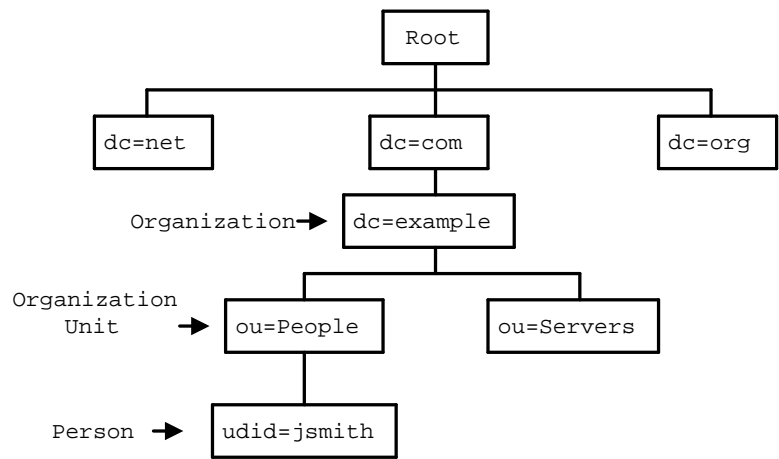 Root
dc=net
dc=com
dc=org
Organization
dc=example
Organization
Unit
ou=People
ou=Servers
Person
udid=jsmith